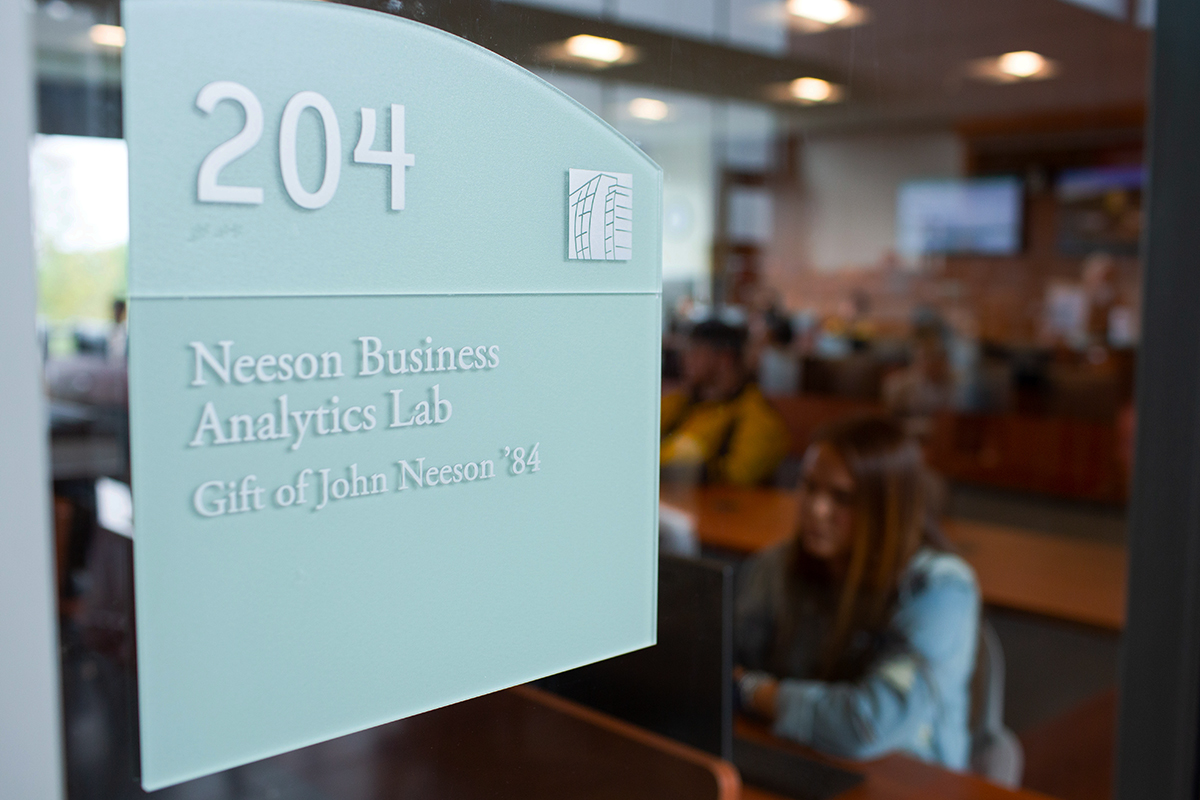 204
Neeson Business
Analytics Lab
Gift of John Neeson ’84